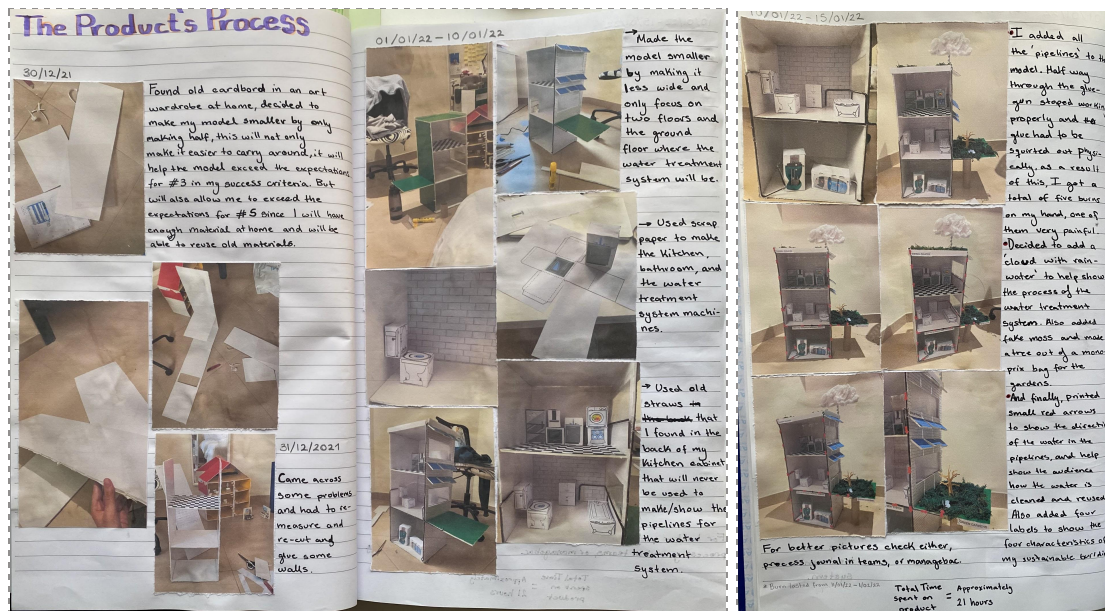 The Product's Process
30/12/21
Found old cardbord in an art
wardrobe at home, decided to
make my model smaller by only
making half, this will not only
make it easier to carry around, it will
help the model exceed the expectations
for #3 in my success criteria. But
will also allow me to exceed the
expectations for #5 since I will have
enough material at home and will be
able to reuse old materials.
31/12/2021
Came across
some problems
and had to re-
measure and
re-cut and
glue some
walls.
01/01/22 - 10/01/22
→ Made the
model smaller
by making it
less wide and
only focus on
two floors and
the ground
floor where the
water treatment
system will be.
→ Used scrap
paper to make
the kitchen,
bathroom, and
the water
treatment
system machi-
nes.
→ Used old
straws
that
I found in the
back of my
kitchen cabinet
that will never
be used to
make/show the
pipelines for
the water
treatment
system.
10/01/22 - 15/01/22
• I added all
the 'pipelines' to th
model. Half way
through the glue-
gun stoped workin
properly and the
glue had to be
squirted out physi-
cally, as a result
of this, I got a
total of five burns
on my hand, one of
them very painful.*
• Decided to add a
'cloud with rain-
water' to help show
the process of the
water treatment
system. Also added
fake moss and made
a tree out of a mono-
prix bag for the
gardens.
• And finally, printed
small red arrows
to show the directi
of the water in the
pipelines, and help
show the audience
how the water is
cleaned and reused.
Also added four
labels to show the
four characteristics of
my sustainable buildi
For better pictures check either,
process journal in teams, or managebac.
* Burn lasted from
Total Time
spent on
product
= Approximately
21 hours